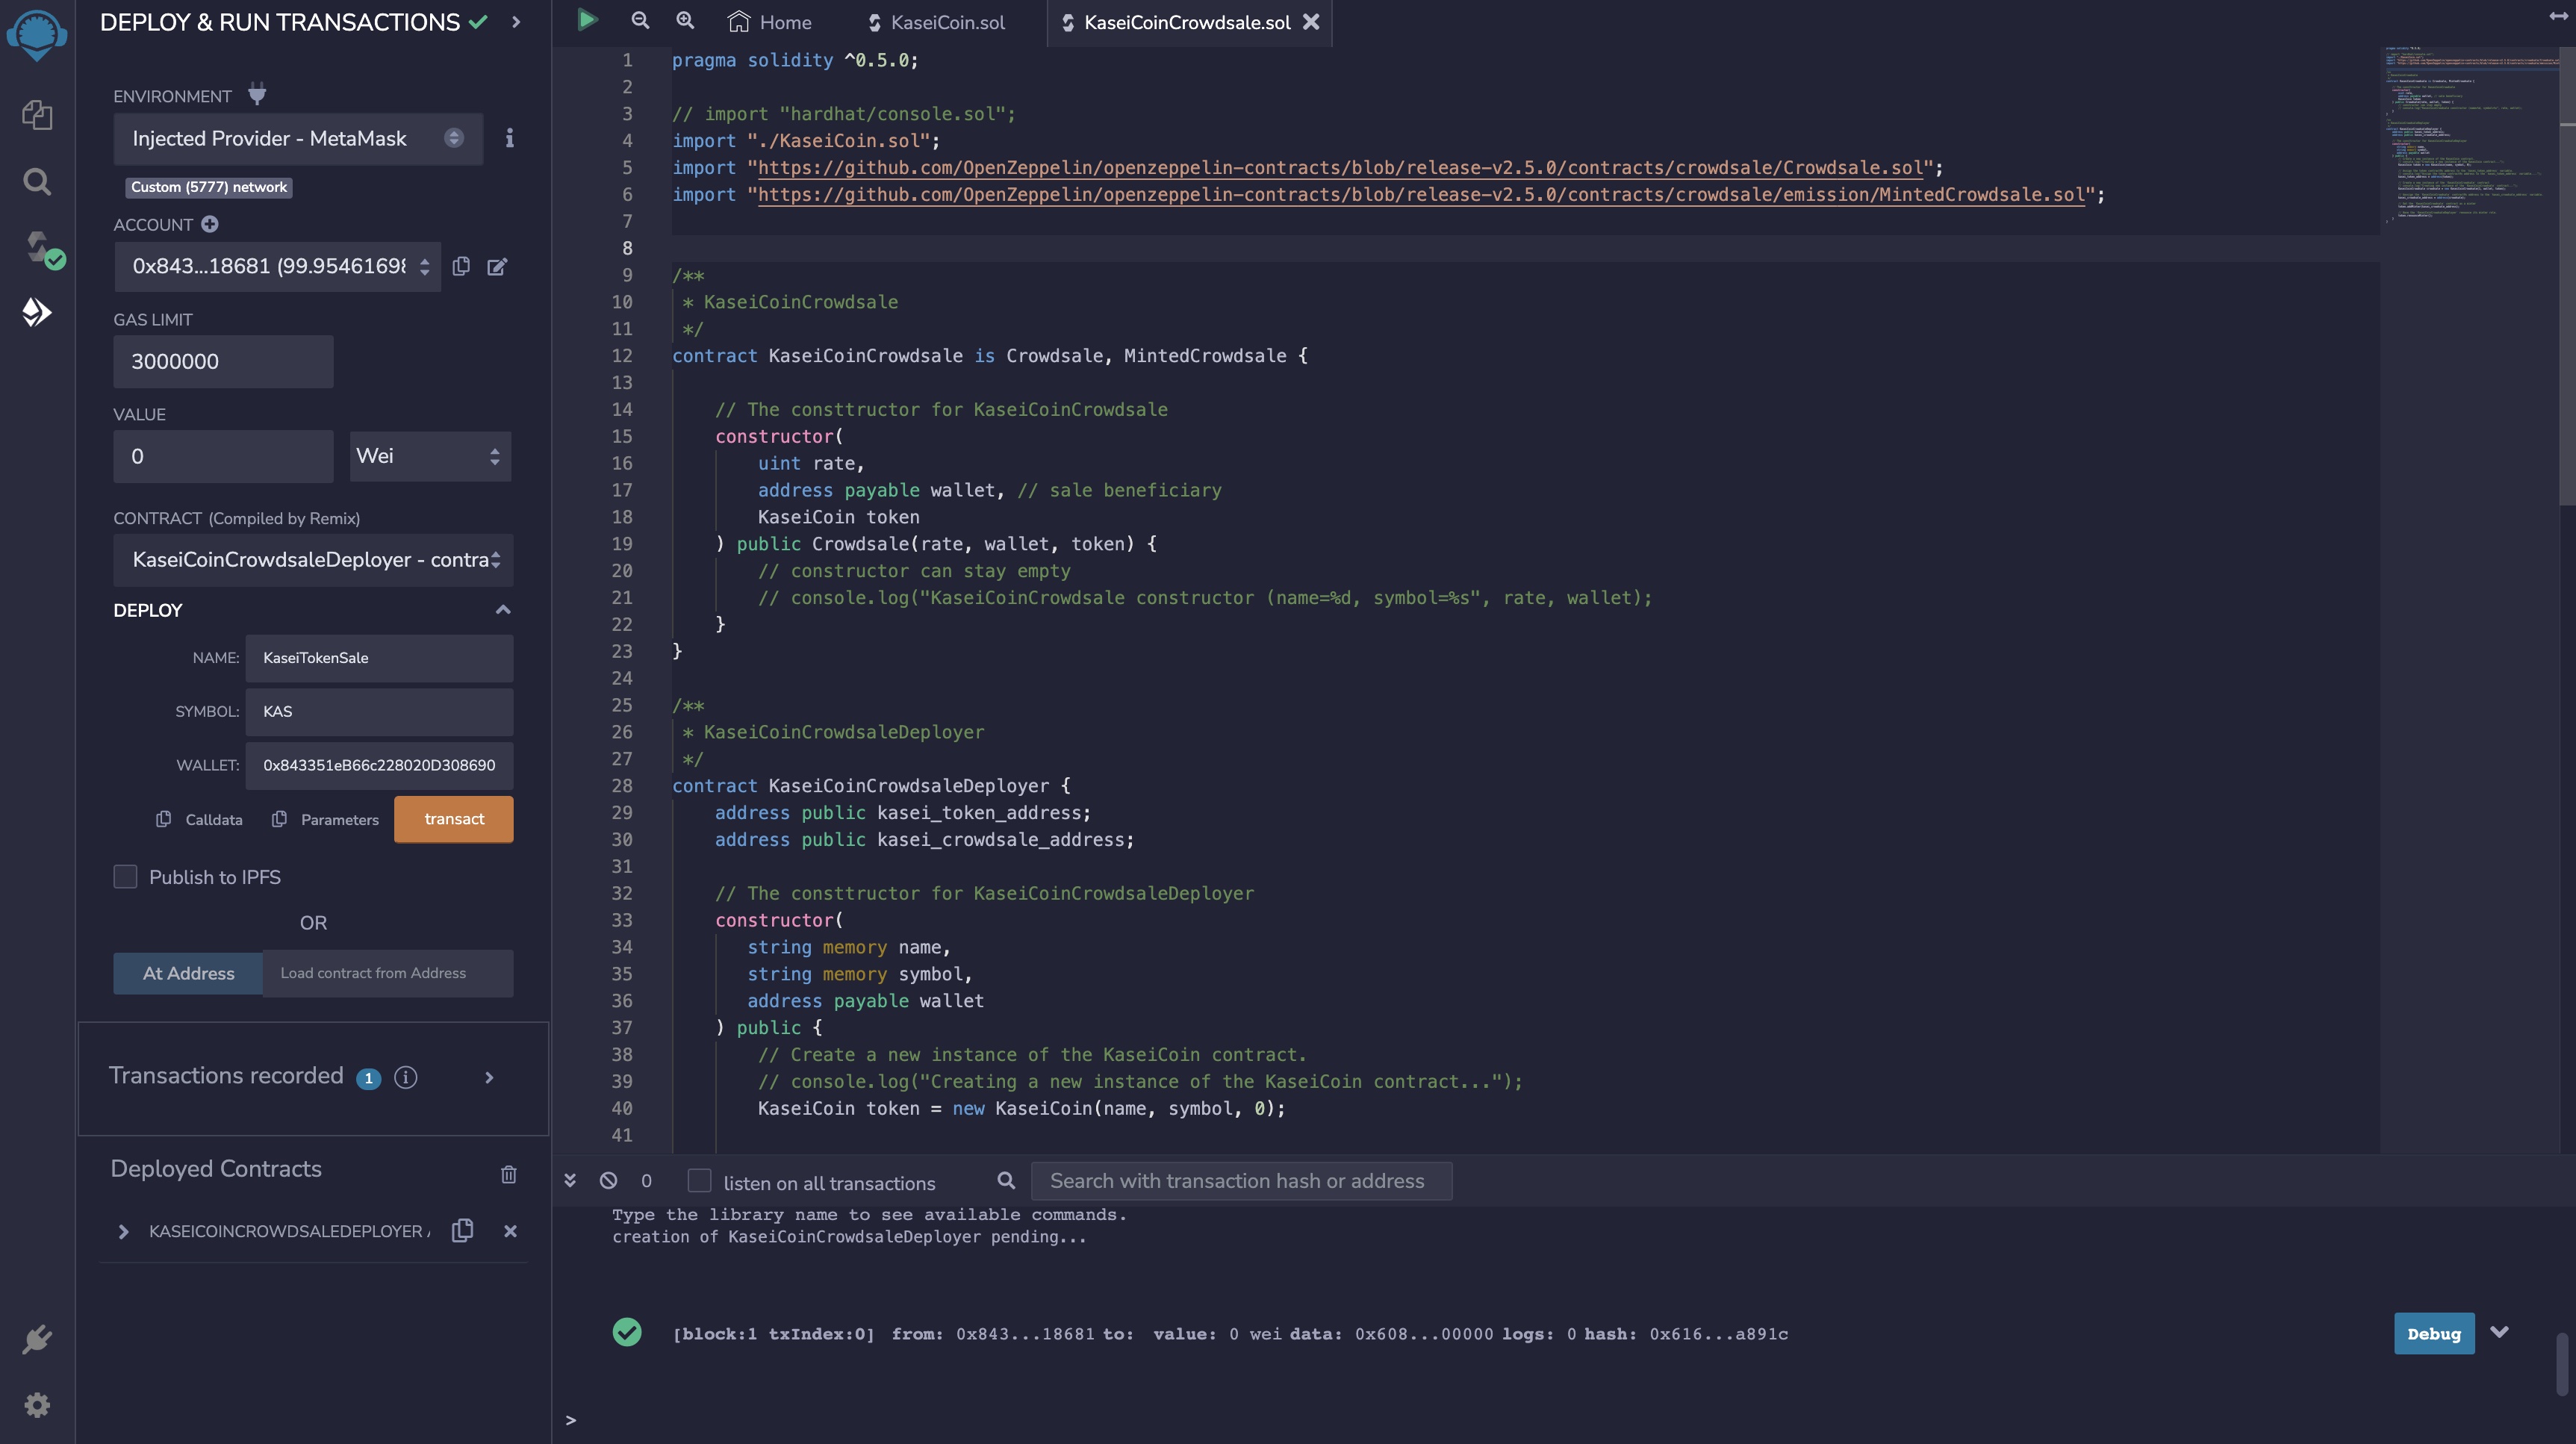 DEPLOY & RUN TRANSACTIONS
ENVIRONMENT
Injected Provider - MetaMask
Custom (5777) network
ACCOUNT
0x843...18681 (99.95461698
GAS LIMIT
3000000
VALUE
0
Wei
CONTRACT (Compiled by Remix)
KaseiCoinCrowdsaleDeployer - contra
DEPLOY
NAME: KaseiTokenSale
SYMBOL: KAS
WALLET: 0x843351eB66c228020D308690
Calldata Parameters transact
Publish to IPFS
OR
At Address Load contract from Address
Transactions recorded 1
Deployed Contracts
KASEICOINCROWDSALEDEPLOYER
Home KaseiCoin.sol KaseiCoinCrowdsale.sol
1 pragma solidity ^0.5.0;
2
3 // import "hardhat/console.sol";
4 import "./KaseiCoin.sol";
5 import "https://github.com/OpenZeppelin/openzeppelin-contracts/blob/release-v2.5.0/contracts/crowdsale/Crowdsale.sol";
6 import "https://github.com/OpenZeppelin/openzeppelin-contracts/blob/release-v2.5.0/contracts/crowdsale/emission/MintedCrowdsale.sol";
7
8
9 /**
10 * KaseiCoinCrowdsale
11 */
12 contract KaseiCoinCrowdsale is Crowdsale, MintedCrowdsale {
13
14 // The consttructor for KaseiCoinCrowdsale
15 constructor(
16 uint rate,
17 address payable wallet, // sale beneficiary
18 KaseiCoin token
19 ) public Crowdsale(rate, wallet, token) {
20 // constructor can stay empty
21 // console.log("KaseiCoinCrowdsale constructor (name=%d, symbol=%s", rate, wallet);
22 }
23 }
24
25 /**
26 * KaseiCoinCrowdsaleDeployer
27 */
28 contract KaseiCoinCrowdsaleDeployer {
29 address public kasei_token_address;
30 address public kasei_crowdsale_address;
31
32 // The consttructor for KaseiCoinCrowdsaleDeployer
33 constructor(
34 string memory name,
35 string memory symbol,
36 address payable wallet
37 ) public {
38 // Create a new instance of the KaseiCoin contract.
39 // console.log("Creating a new instance of the KaseiCoin contract...");
40 KaseiCoin token = new KaseiCoin(name, symbol, 0);
41
0 listen on all transactions Search with transaction hash or address
Type the library name to see available commands.
creation of KaseiCoinCrowdsaleDeployer pending...
[block:1 txIndex:0] from: 0x843...18681 to: value: 0 wei data: 0x608...00000 logs: 0 hash: 0x616...a891c
Debug
>